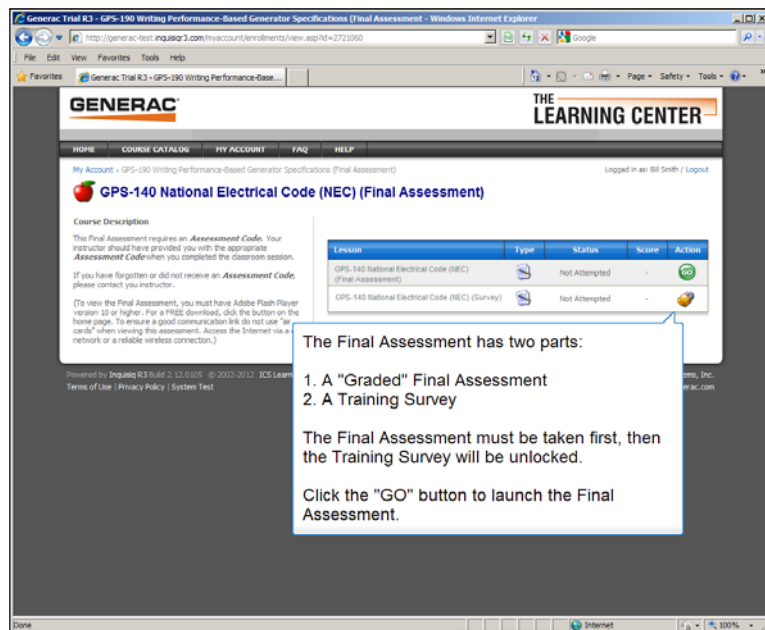 Generac Trial R3 - GPS-190 Writing Performance-Based Generator Specifications (Final Assessment - Windows Internet Explorer
http://generac-test.inquisiqr3.com/myaccount/enrolments/view.asp?id=2721060
Google
File Edit View Favorites Tools Help
Favorites Generac Trial R3 - GPS-190 Writing Performance-Base... Page Safety Tools
GENERAC
THE
LEARNING CENTER
HOME COURSE CATALOG MY ACCOUNT FAQ HELP
My Account » GPS-190 Writing Performance-Based Generator Specifications (Final Assessment) Logged in as: Bill Smith / Logout
GPS-140 National Electrical Code (NEC) (Final Assessment)
Course Description
This Final Assessment requires an Assessment Code. Your
instructor should have provided you with the appropriate
Assessment Code when you completed the classroom session.
If you have forgotten or did not receive an Assessment Code,
please contact you instructor.
(To view the Final Assessment, you must have Adobe Flash Player
version 10 or higher. For a FREE download, click the button on the
home page. To ensure a good communication link do not use "air
cards" when viewing this assessment. Access the Internet via a
network or a reliable wireless connection.)
Lesson Type Status Score Action
GPS-140 National Electrical Code (NEC)
(Final Assessment) Not Attempted - GO
GPS-140 National Electrical Code (NEC) (Survey) Not Attempted -
The Final Assessment has two parts:
1. A "Graded" Final Assessment
2. A Training Survey
The Final Assessment must be taken first, then
the Training Survey will be unlocked.
Click the "GO" button to launch the Final
Assessment.
Powered by Inquisiq R3 Build 2.12.0105 © 2002-2012 ICS Learn
Terms of Use | Privacy Policy | System Test
Inc.
Done Internet 100%